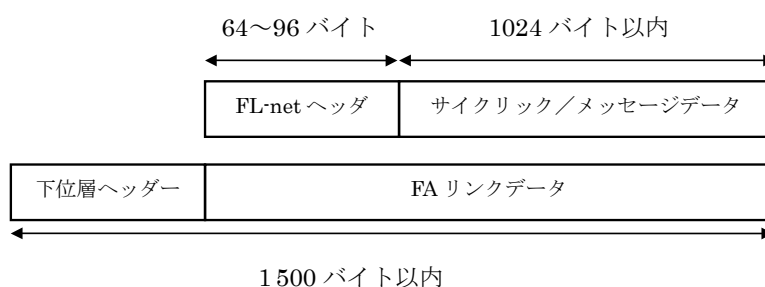 64～96 バイト 1024 バイト以内
FL-net ヘッダ サイクリック／メッセージデータ
下位層ヘッダー FA リンクデータ
1500 バイト以内